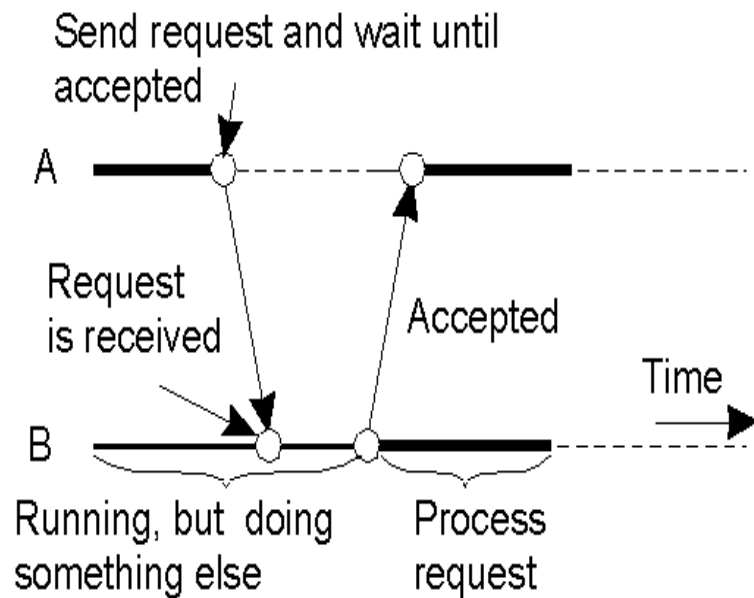 Send request and wait until
accepted
A
Request
is received
Accepted
Time
B
Running, but doing
something else
Process
request